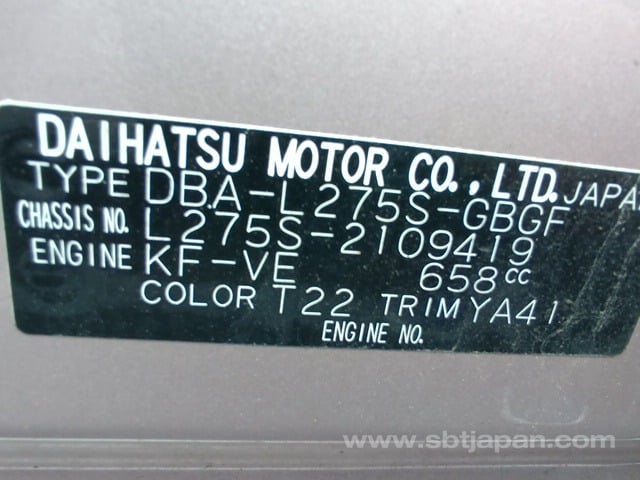 DAIHATSU MOTOR CO., LTD. JAPAN
TYPE DBA-L275S-GBGF
CHASSIS NO. L275S-2109419
ENGINE KF-VE 658cc
COLOR T22 TRIM YA41
ENGINE NO.
www.sbtjapan.com